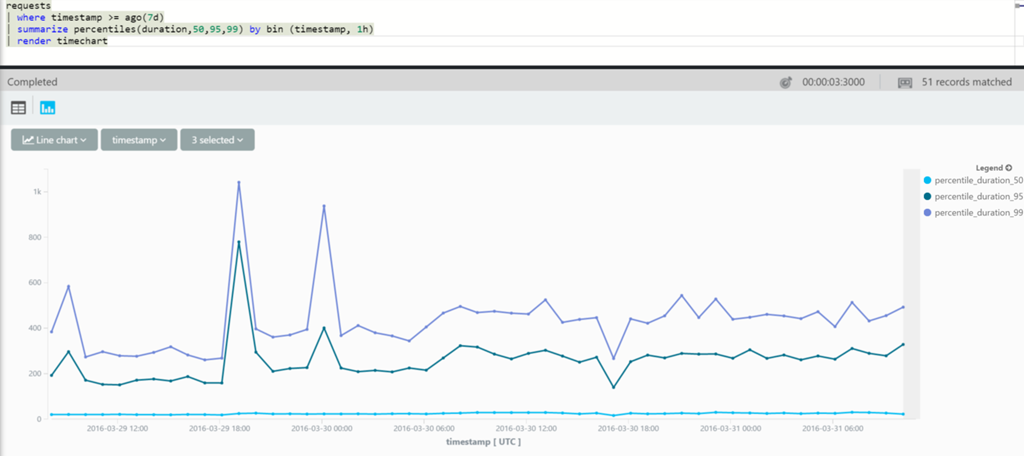 requests
| where timestamp >= ago(7d)
| summarize percentiles(duration,50,95,99) by bin (timestamp, 1h)
| render timechart
Completed
00:00:03:3000
51 records matched
Line chart
timestamp
3 selected
Legend
percentile_duration_50
percentile_duration_95
percentile_duration_99
1k
800
600
400
200
0
2016-03-29 12:00
2016-03-29 18:00
2016-03-30 00:00
2016-03-30 06:00
2016-03-30 12:00
2016-03-30 18:00
2016-03-31 00:00
2016-03-31 06:00
timestamp [ UTC ]